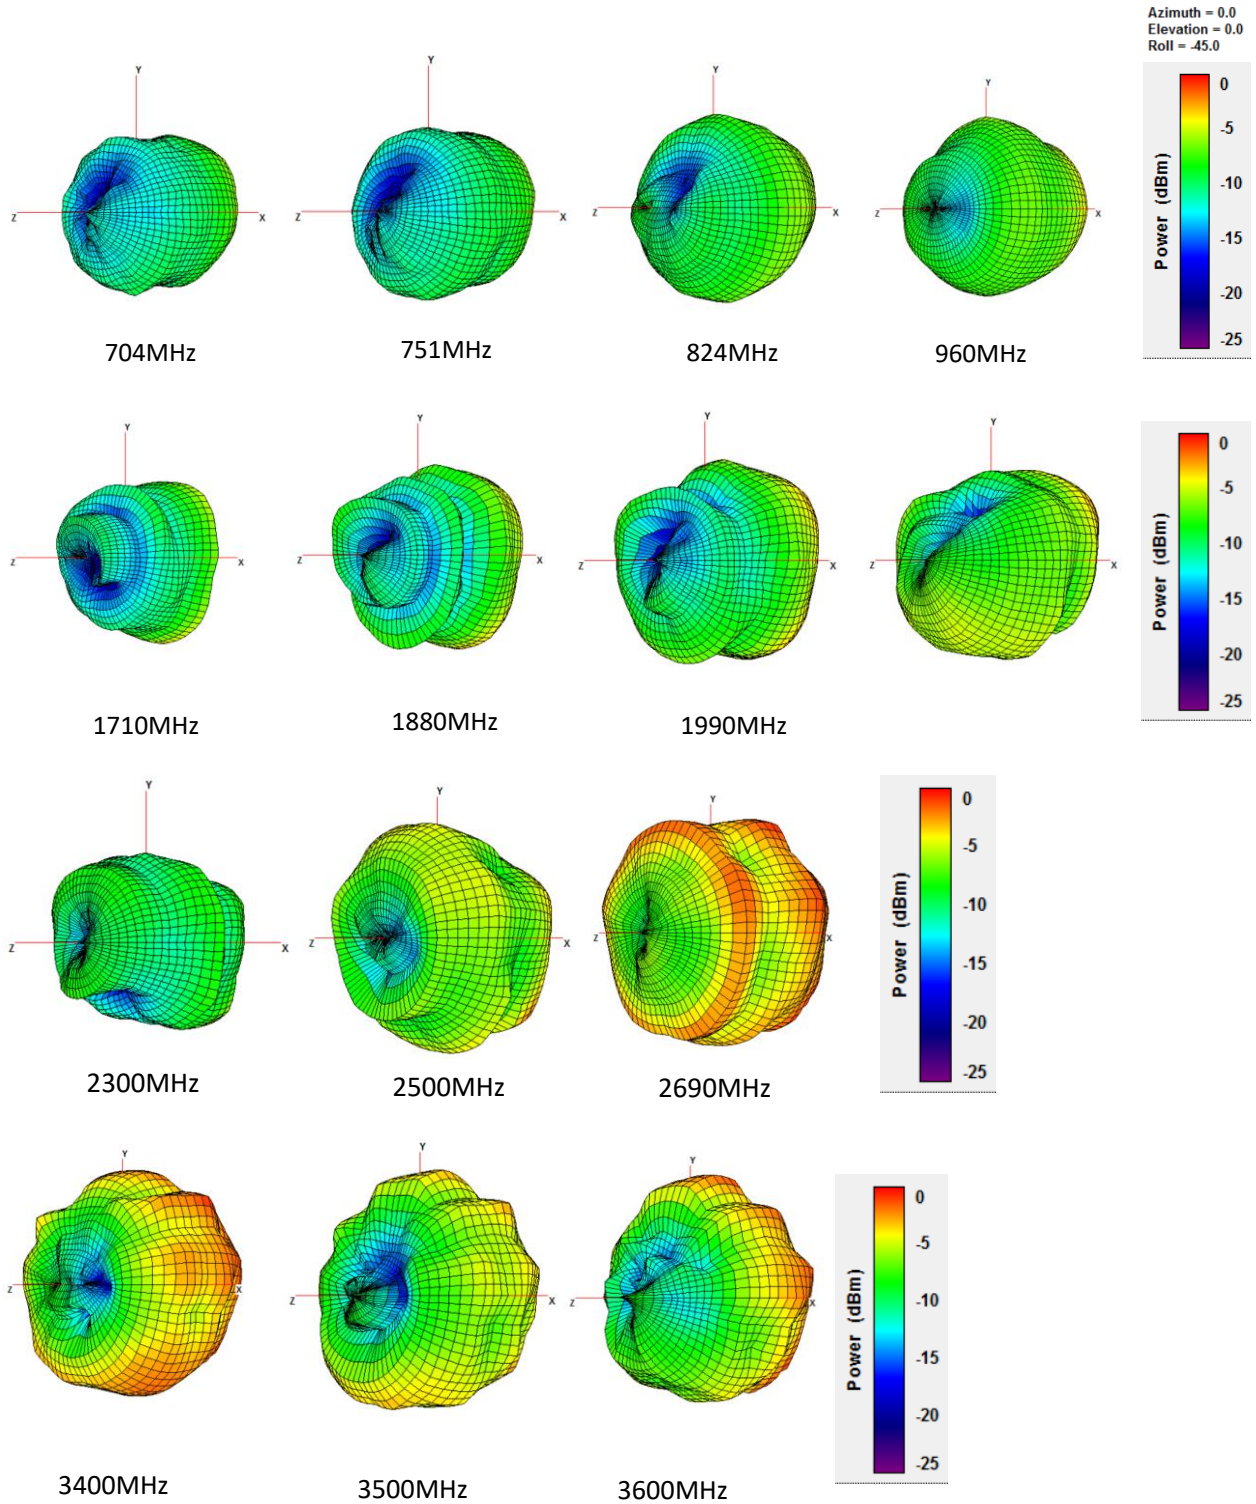 Azimuth = 0.0
Elevation = 0.0
Roll = -45.0
Y
Z
X
Y
Z
X
Y
Z
X
Y
Z
X
Power (dBm)
0
-5
-10
-15
-20
-25
704MHz
751MHz
824MHz
960MHz
Y
Z
X
Y
Z
X
Y
Z
X
Y
Z
X
Power (dBm)
0
-5
-10
-15
-20
-25
1710MHz
1880MHz
1990MHz
Y
Z
X
Y
Z
X
Y
Z
X
Power (dBm)
0
-5
-10
-15
-20
-25
2300MHz
2500MHz
2690MHz
Y
Z
X
Y
Z
X
Y
Z
X
Power (dBm)
0
-5
-10
-15
-20
-25
3400MHz
3500MHz
3600MHz